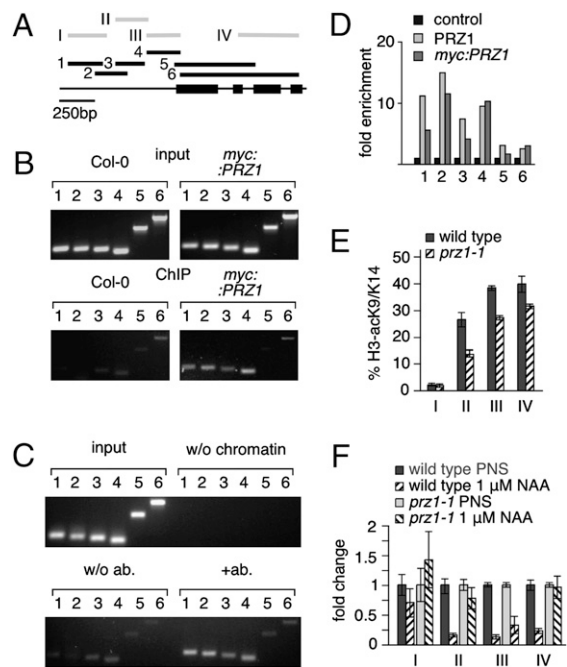 A
II
I III IV
4
1 3 5
2 6
250bp
B
input
Col-0 myc:
:PRZ1
1 2 3 4 5 6 1 2 3 4 5 6
ChIP
Col-0 myc:
:PRZ1
1 2 3 4 5 6 1 2 3 4 5 6
C
input w/o chromatin
1 2 3 4 5 6 1 2 3 4 5 6
w/o ab. +ab.
1 2 3 4 5 6 1 2 3 4 5 6
D
control
PRZ1
myc:PRZ1
fold enrichment
20
10
0
1 2 3 4 5 6
E
wild type
prz1-1
% H3-acK9/K14
50
40
30
20
10
0
I II III IV
F
wild type PNS
wild type 1 µM NAA
prz1-1 PNS
prz1-1 1 µM NAA
fold change
2
1.5
1
0.5
0
I II III IV